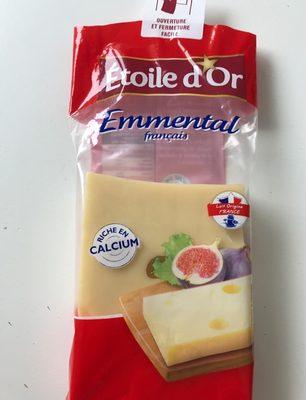 OUVERTURE
ET FERMETURE
FACILE
Étoile d'Or
Emmental
français
Lait Origine
FRANCE
RICHE EN
CALCIUM